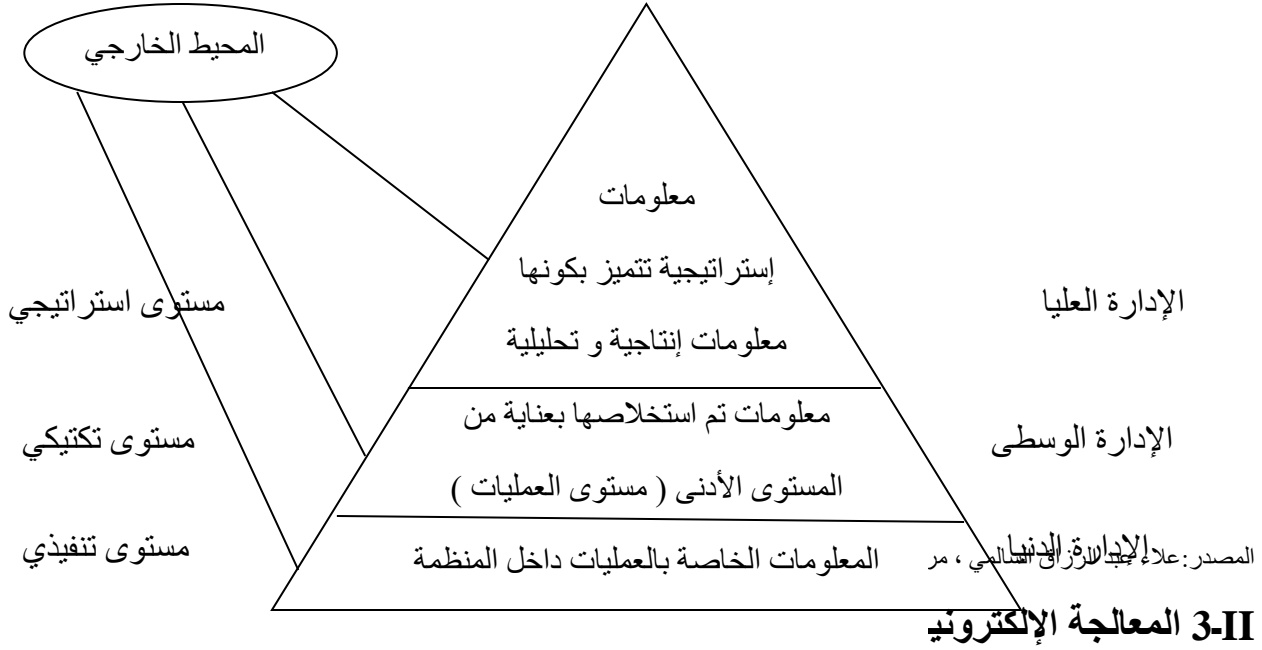 المحيط الخارجي
معلومات
إستراتيجية تتميز بكونها
معلومات إنتاجية و تحليلية
الإدارة العليا
مستوى استراتيجي
معلومات تم استخلاصها بعناية من
المستوى الأدنى ( مستوى العمليات )
الإدارة الوسطى
مستوى تكتيكي
المعلومات الخاصة بالعمليات داخل المنظمة
الإدارة الدنيا
مستوى تنفيذي
المصدر:علاء عبد الرزاق السالمي ، مر
3-II المعالجة الإلكتروني